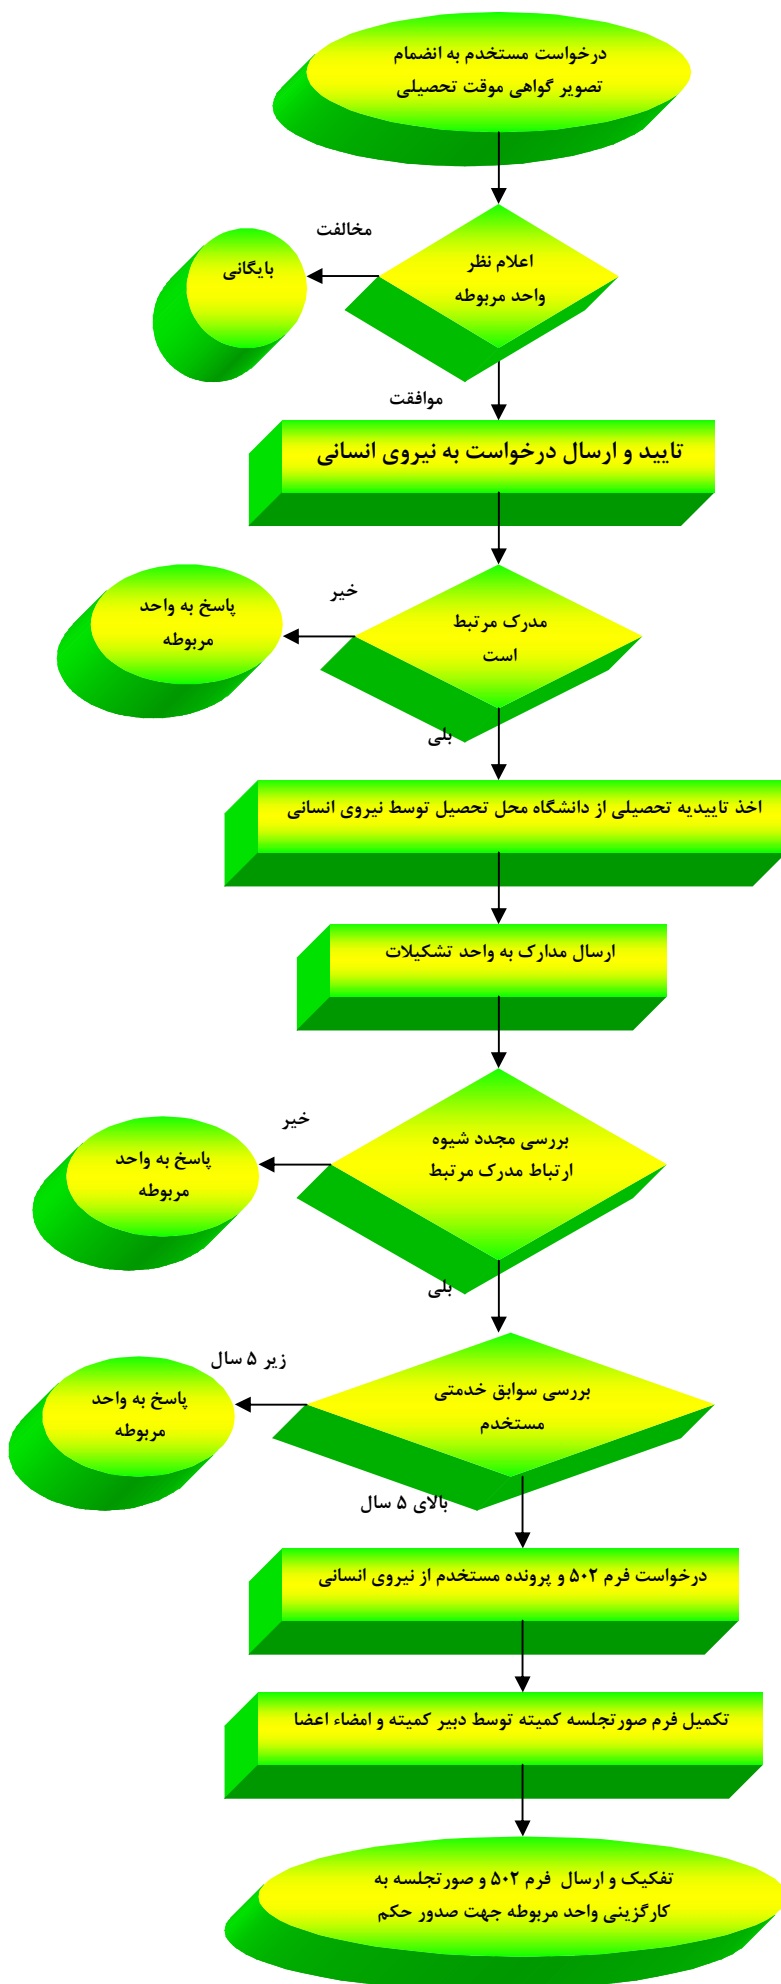 درخواست مستخدم به انضمام
تصویر گواهی موقت تحصیلی
مخالفت
اعلام نظر
واحد مربوطه
بایگانی
موافقت
تایید و ارسال درخواست به نیروی انسانی
خیر
مدرک مرتبط
است
پاسخ به واحد
مربوطه
بلی
اخذ تاییدیه تحصیلی از دانشگاه محل تحصیل توسط نیروی انسانی
ارسال مدارک به واحد تشکیلات
خیر
بررسی مجدد شیوه
ارتباط مدرک مرتبط
پاسخ به واحد
مربوطه
بلی
زیر ۵ سال
بررسی سوابق خدمتی
مستخدم
پاسخ به واحد
مربوطه
بالای ۵ سال
درخواست فرم ۵۰۲ و پرونده مستخدم از نیروی انسانی
تکمیل فرم صورتجلسه کمیته توسط دبیر کمیته و امضاء اعضا
تفکیک و ارسال فرم ۵۰۲ و صورتجلسه به
کارگزینی واحد مربوطه جهت صدور حکم